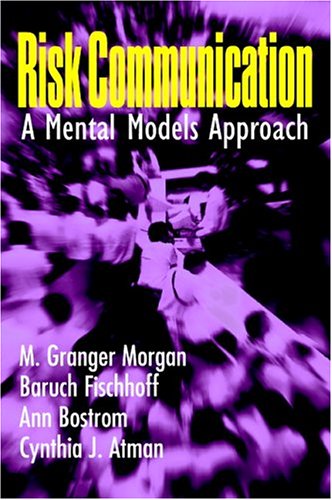 Risk Communication
A Mental Models Approach
M. Granger Morgan
Baruch Fischhoff
Ann Bostrom
Cynthia J. Atman